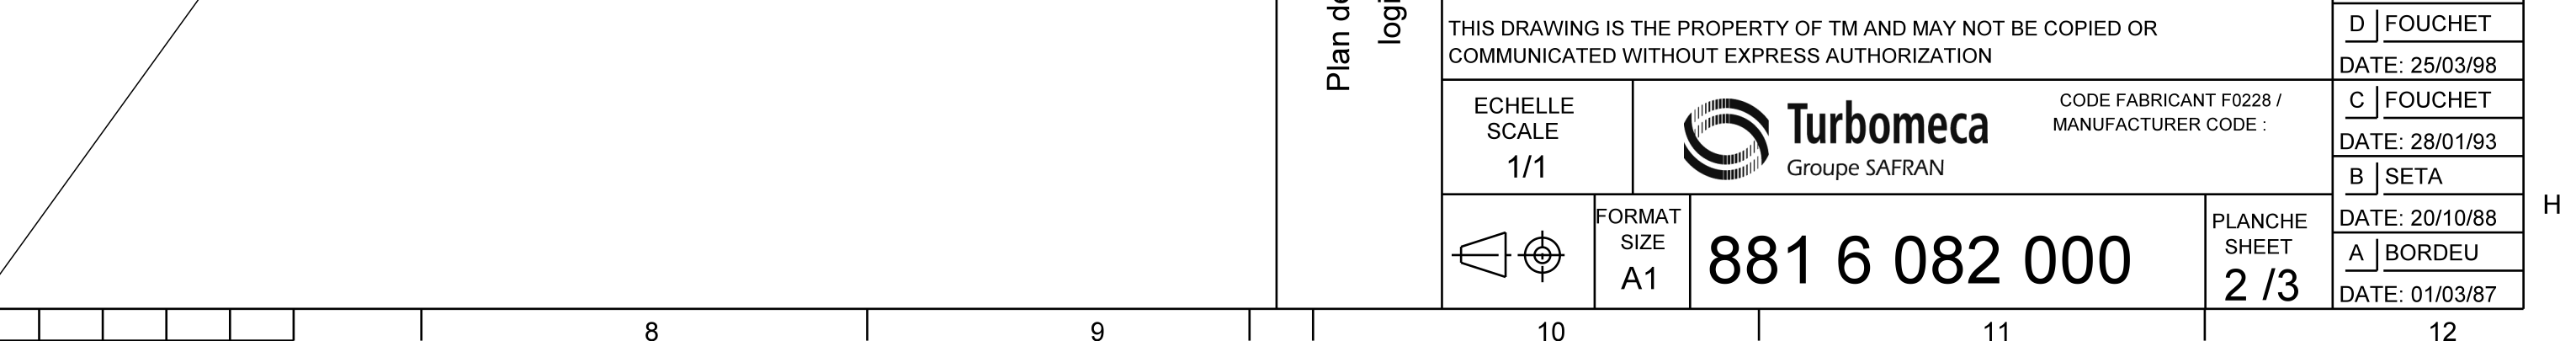 Plan
THIS DRAWING IS THE PROPERTY OF TM AND MAY NOT BE COPIED OR
COMMUNICATED WITHOUT EXPRESS AUTHORIZATION
ECHELLE
SCALE
1/1
Turbomeca
Groupe SAFRAN
CODE FABRICANT F0228 /
MANUFACTURER CODE :
FORMAT
SIZE
A1
881 6 082 000
PLANCHE
SHEET
2 /3
D FOUCHET
DATE: 25/03/98
C FOUCHET
DATE: 28/01/93
B SETA
DATE: 20/10/88
A BORDEU
DATE: 01/03/87
H
8 9 10 11 12